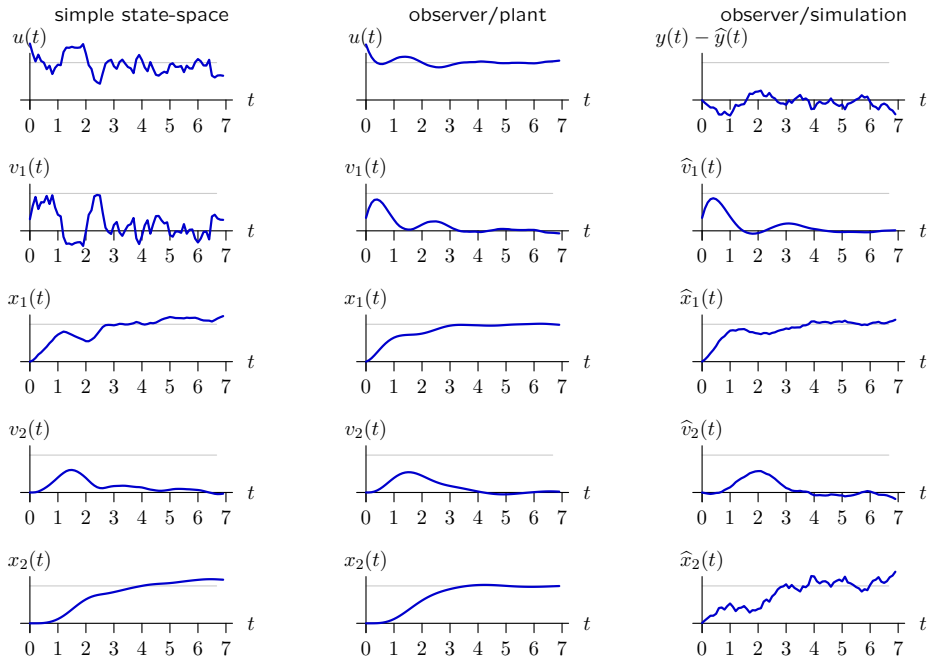 simple state-space observer/plant observer/simulation
u(t) u(t) y(t) − ŷ(t)
t t t
0 1 2 3 4 5 6 7 0 1 2 3 4 5 6 7 0 1 2 3 4 5 6 7
v₁(t) v₁(t) v̂₁(t)
t t t
0 1 2 3 4 5 6 7 0 1 2 3 4 5 6 7 0 1 2 3 4 5 6 7
x₁(t) x₁(t) x̂₁(t)
t t t
0 1 2 3 4 5 6 7 0 1 2 3 4 5 6 7 0 1 2 3 4 5 6 7
v₂(t) v₂(t) v̂₂(t)
t t t
0 1 2 3 4 5 6 7 0 1 2 3 4 5 6 7 0 1 2 3 4 5 6 7
x₂(t) x₂(t) x̂₂(t)
t t t
0 1 2 3 4 5 6 7 0 1 2 3 4 5 6 7 0 1 2 3 4 5 6 7